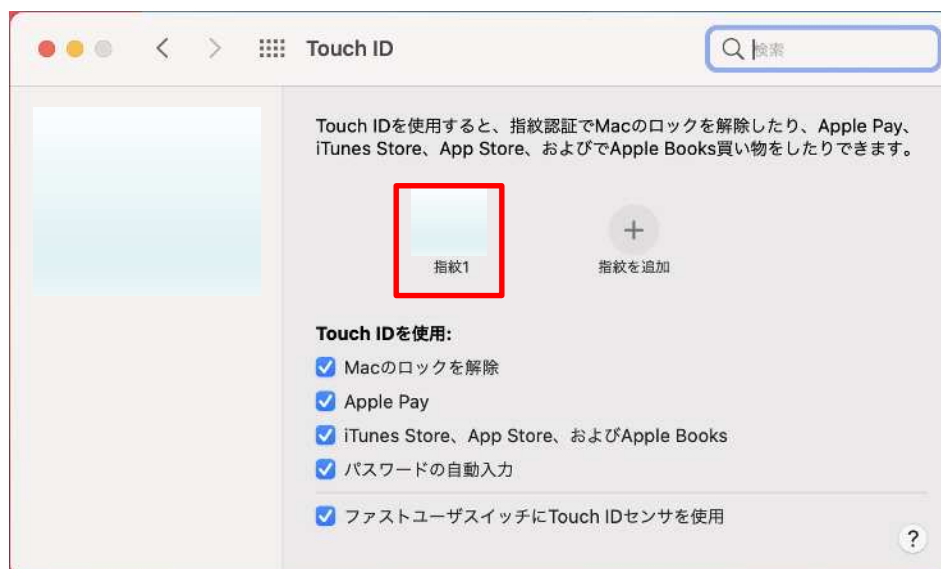 Touch ID
検索
Touch IDを使用すると、指紋認証でMacのロックを解除したり、Apple Pay、
iTunes Store、App Store、およびでApple Books買い物をしたりできます。
指紋1
指紋を追加
Touch IDを使用:
Macのロックを解除
Apple Pay
iTunes Store、App Store、およびApple Books
パスワードの自動入力
ファストユーザスイッチにTouch IDセンサを使用
?